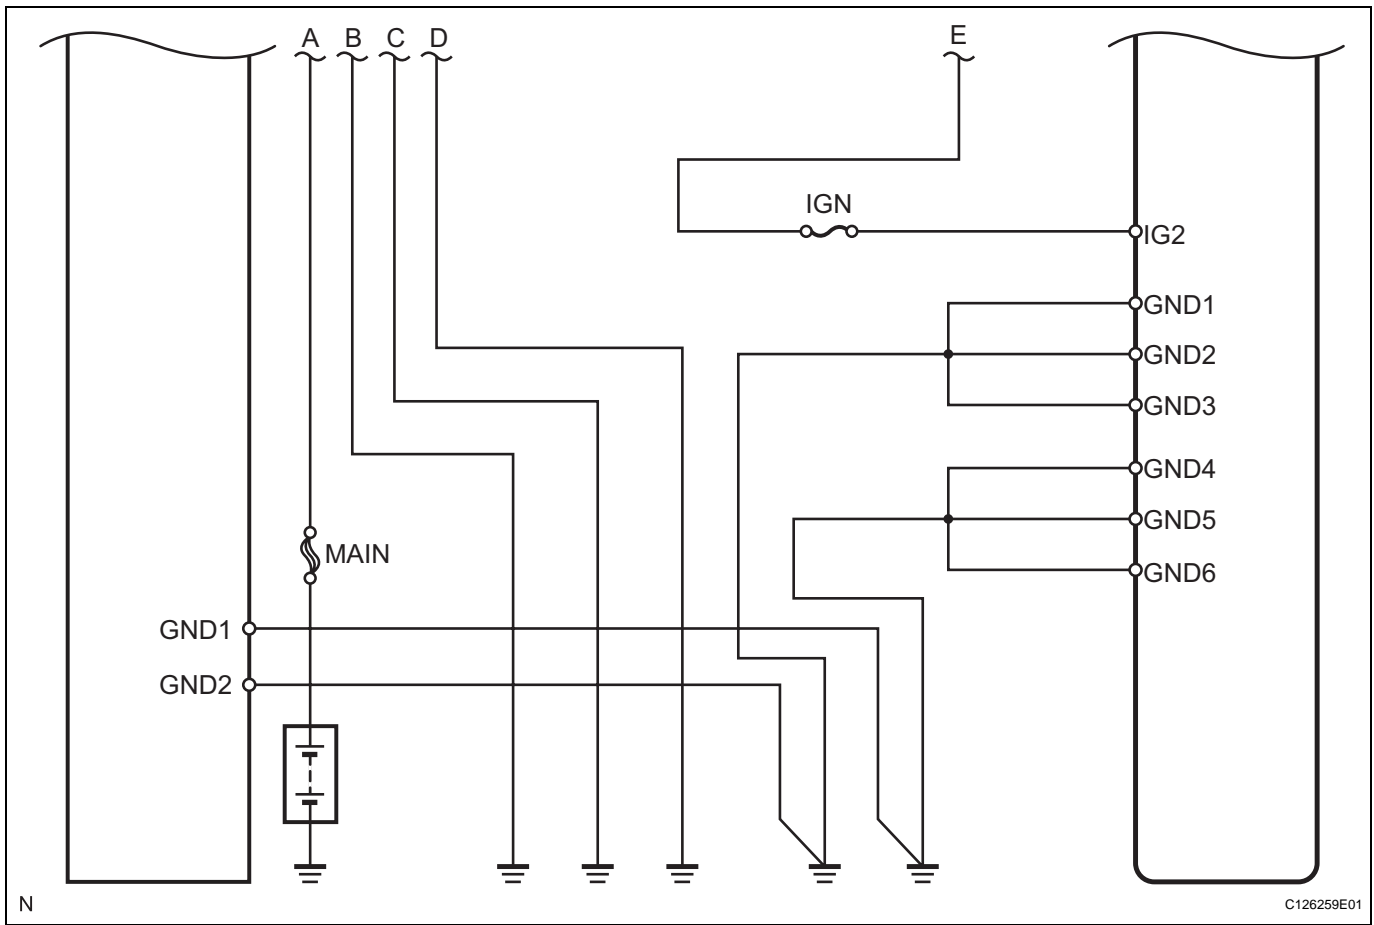 A B C D E
IGN
IG2
GND1
GND2
GND3
GND4
GND5
GND6
MAIN
GND1
GND2
N
C126259E01